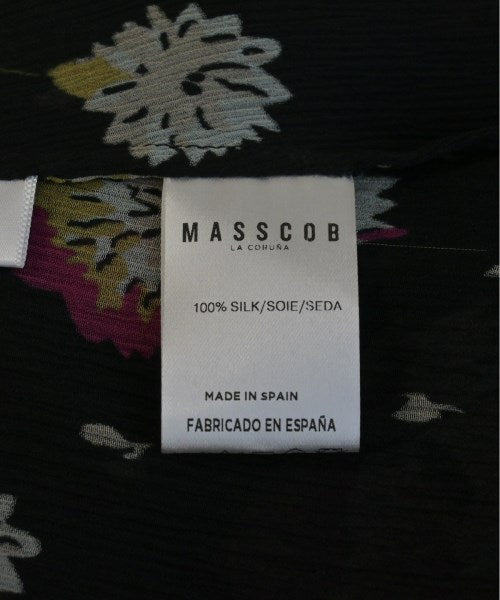 MASSCOB
LA CORUÑA
100% SILK/SOIE/SEDA
MADE IN SPAIN
FABRICADO EN ESPAÑA